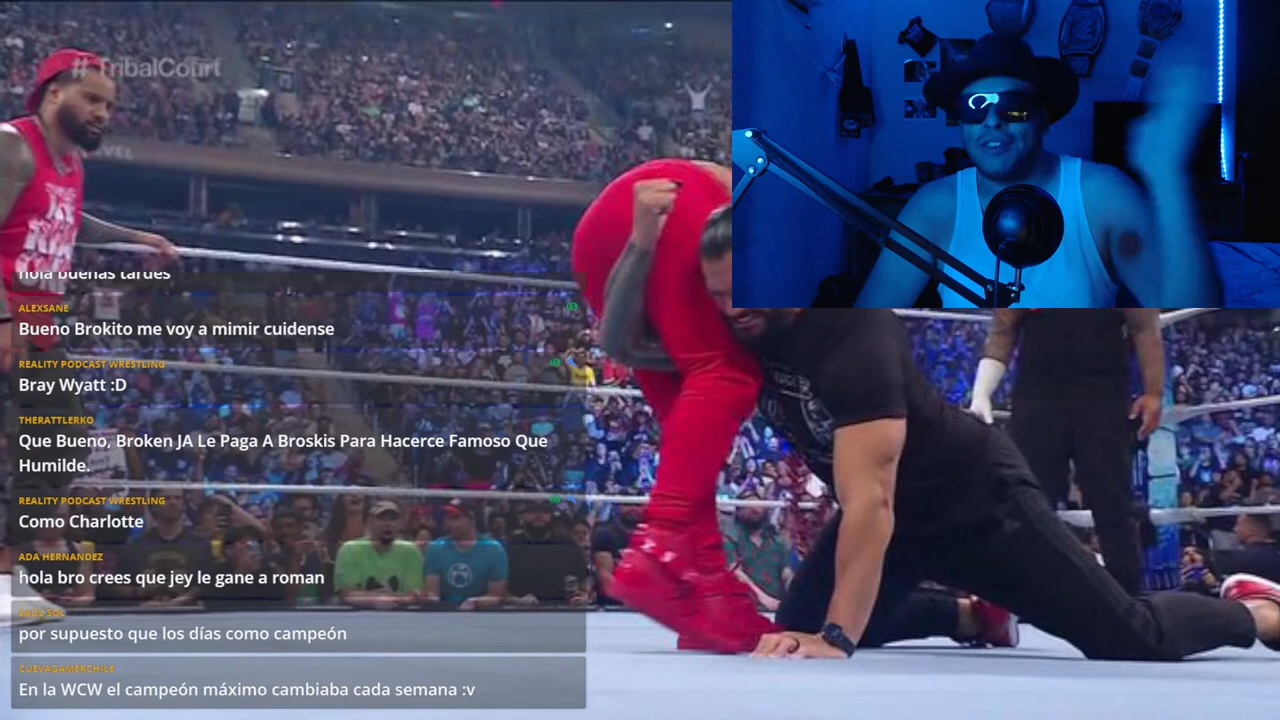 #TribalCourt
hola buenas tardes
ALEXSANE
Bueno Brokito me voy a mimir cuidense
REALITY PODCAST WRESTLING
Bray Wyatt :D
THERATTLERKO
Que Bueno, Broken JA Le Paga A Broskis Para Hacerce Famoso Que
Humilde.
REALITY PODCAST WRESTLING
Como Charlotte
ADA HERNANDEZ
hola bro crees que jey le gane a roman
por supuesto que los días como campeón
CUEVAGAMERCHILE
En la WCW el campeón máximo cambiaba cada semana :v